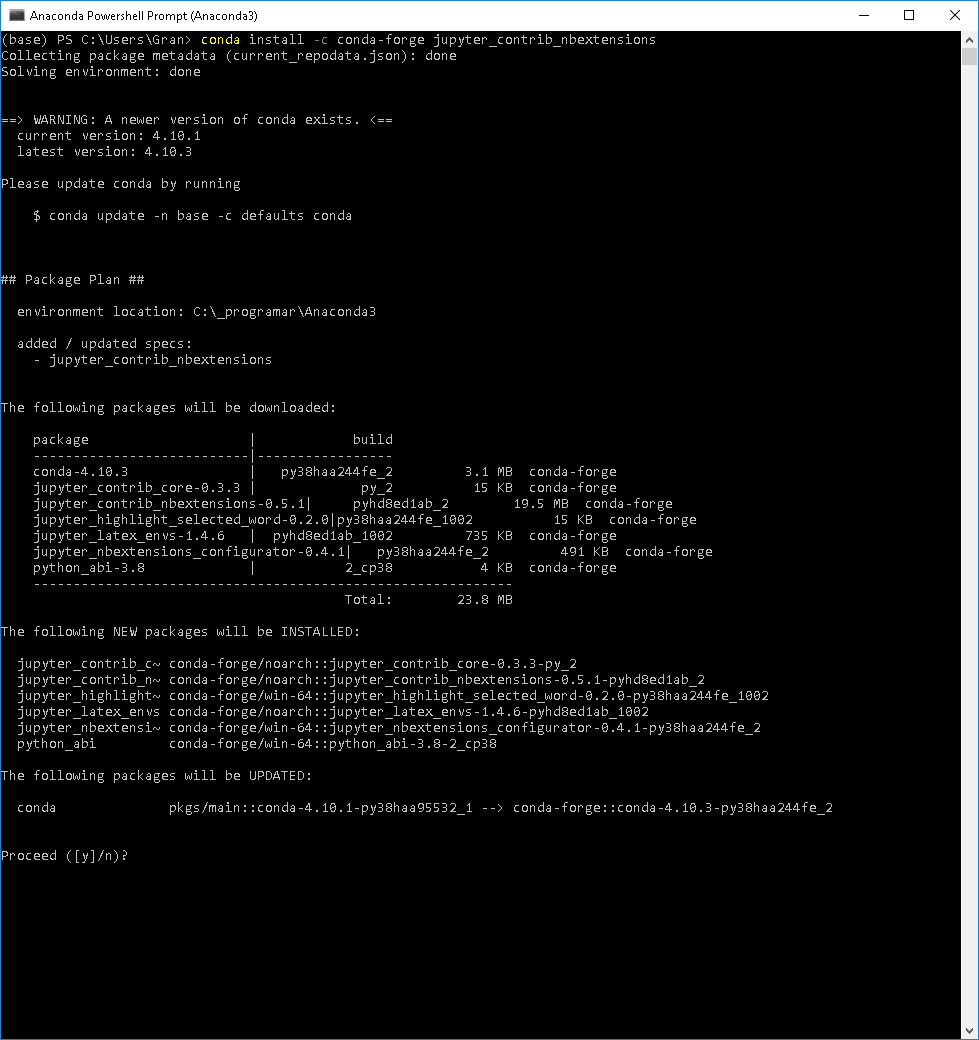 Anaconda Powershell Prompt (Anaconda3)
(base) PS C:\Users\Gran> conda install -c conda-forge jupyter_contrib_nbextensions
Collecting package metadata (current_repodata.json): done
Solving environment: done
==> WARNING: A newer version of conda exists. <==
  current version: 4.10.1
  latest version: 4.10.3
Please update conda by running
    $ conda update -n base -c defaults conda
## Package Plan ##
  environment location: C:\_programar\Anaconda3
  added / updated specs:
    - jupyter_contrib_nbextensions
The following packages will be downloaded:
    package                    |            build
    ---------------------------|-----------------
    conda-4.10.3               |   py38haa244fe_2         3.1 MB  conda-forge
    jupyter_contrib_core-0.3.3 |             py_2          15 KB  conda-forge
    jupyter_contrib_nbextensions-0.5.1|     pyhd8ed1ab_2        19.5 MB  conda-forge
    jupyter_highlight_selected_word-0.2.0|py38haa244fe_1002          15 KB  conda-forge
    jupyter_latex_envs-1.4.6   |  pyhd8ed1ab_1002         735 KB  conda-forge
    jupyter_nbextensions_configurator-0.4.1|   py38haa244fe_2         491 KB  conda-forge
    python_abi-3.8             |           2_cp38           4 KB  conda-forge
    ------------------------------------------------------------
                                           Total:        23.8 MB
The following NEW packages will be INSTALLED:
  jupyter_contrib_c~ conda-forge/noarch::jupyter_contrib_core-0.3.3-py_2
  jupyter_contrib_n~ conda-forge/noarch::jupyter_contrib_nbextensions-0.5.1-pyhd8ed1ab_2
  jupyter_highlight~ conda-forge/win-64::jupyter_highlight_selected_word-0.2.0-py38haa244fe_1002
  jupyter_latex_envs conda-forge/noarch::jupyter_latex_envs-1.4.6-pyhd8ed1ab_1002
  jupyter_nbextensi~ conda-forge/win-64::jupyter_nbextensions_configurator-0.4.1-py38haa244fe_2
  python_abi         conda-forge/win-64::python_abi-3.8-2_cp38
The following packages will be UPDATED:
  conda              pkgs/main::conda-4.10.1-py38haa95532_1 --> conda-forge::conda-4.10.3-py38haa244fe_2
Proceed ([y]/n)?